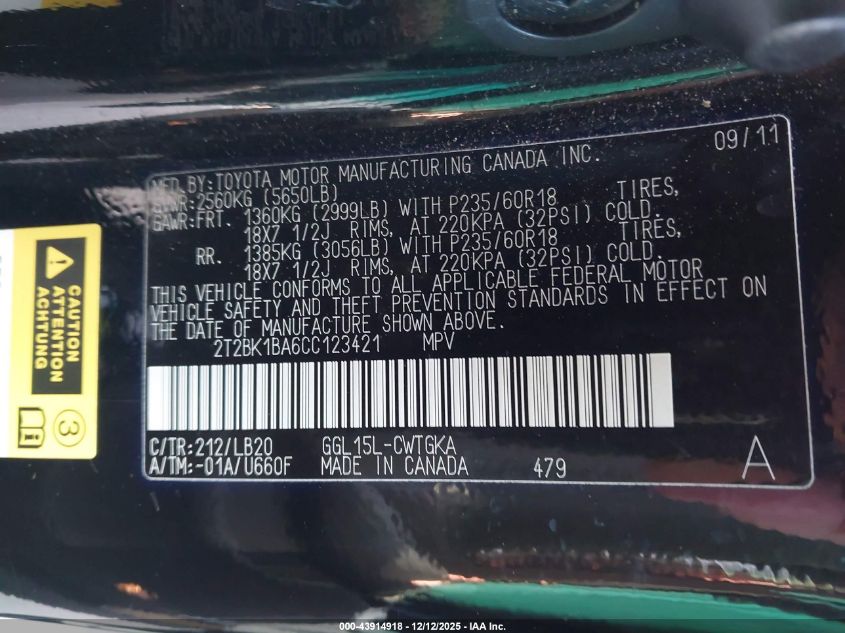 09/11
MFD.BY:TOYOTA MOTOR MANUFACTURING CANADA INC.
GVWR:2560KG (5650LB)
GAWR:FRT. 1360KG (2999LB) WITH P235/60R18 TIRES,
18X7 1/2J RIMS, AT 220KPA (32PSI) COLD.
RR. 1385KG (3056LB) WITH P235/60R18 TIRES,
18X7 1/2J RIMS, AT 220KPA (32PSI) COLD.
THIS VEHICLE CONFORMS TO ALL APPLICABLE FEDERAL MOTOR
VEHICLE SAFETY AND THEFT PREVENTION STANDARDS IN EFFECT ON
THE DATE OF MANUFACTURE SHOWN ABOVE.
2T2BK1BA6CC123421 MPV
C/TR:212/LB20 GGL15L-CWTGKA
A/TM:-01A/U660F MADE IN CANADA 479 A
CAUTION
ATTENTION
ACHTUNG
3
000-43914918 - 12/12/2025 - IAA Inc.